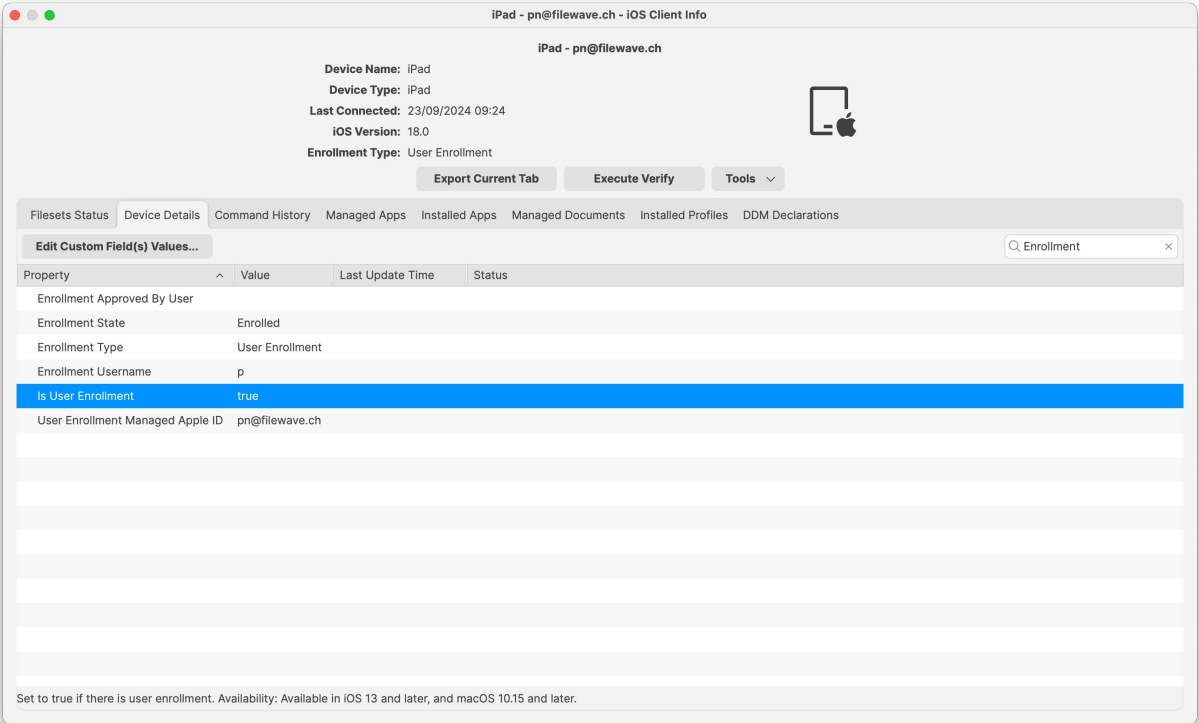 iPad - pn@filewave.ch - iOS Client Info
iPad - pn@filewave.ch
Device Name: iPad
Device Type: iPad
Last Connected: 23/09/2024 09:24
iOS Version: 18.0
Enrollment Type: User Enrollment
Export Current Tab Execute Verify Tools
Filesets Status Device Details Command History Managed Apps Installed Apps Managed Documents Installed Profiles DDM Declarations
Edit Custom Field(s) Values... Enrollment
Property Value Last Update Time Status
Enrollment Approved By User
Enrollment State Enrolled
Enrollment Type User Enrollment
Enrollment Username p
Is User Enrollment true
User Enrollment Managed Apple ID pn@filewave.ch
Set to true if there is user enrollment. Availability: Available in iOS 13 and later, and macOS 10.15 and later.